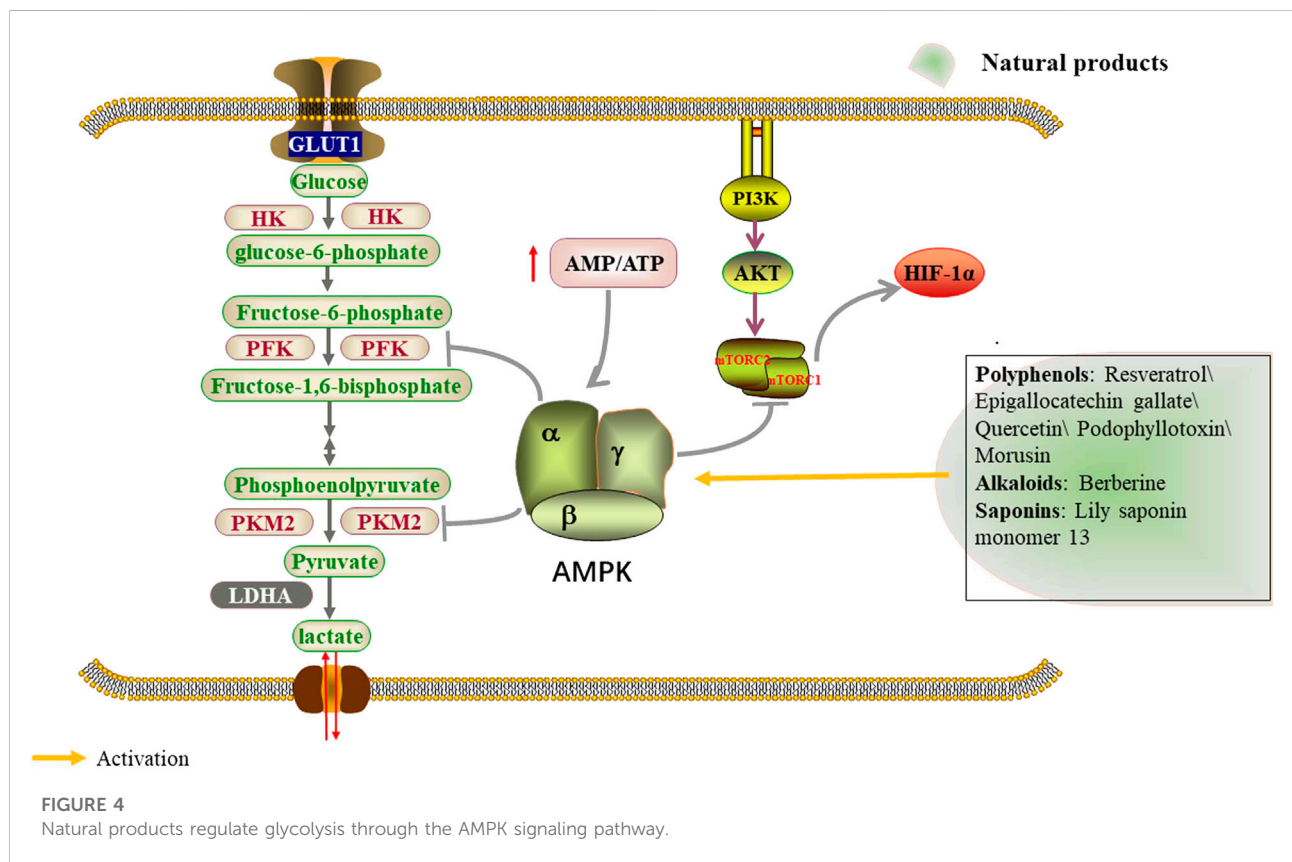 Natural products
GLUT1
Glucose
HK HK
glucose-6-phosphate
Fructose-6-phosphate
PFK PFK
Fructose-1,6-bisphosphate
Phosphoenolpyruvate
PKM2 PKM2
Pyruvate
LDHA
lactate
AMP/ATP
α
γ
β
AMPK
PI3K
AKT
mTORC2
mTORC1
HIF-1α
.
Polyphenols: Resveratrol\
Epigallocatechin gallate\
Quercetin\ Podophyllotoxin\
Morusin
Alkaloids: Berberine
Saponins: Lily saponin
monomer 13
Activation
FIGURE 4
Natural products regulate glycolysis through the AMPK signaling pathway.